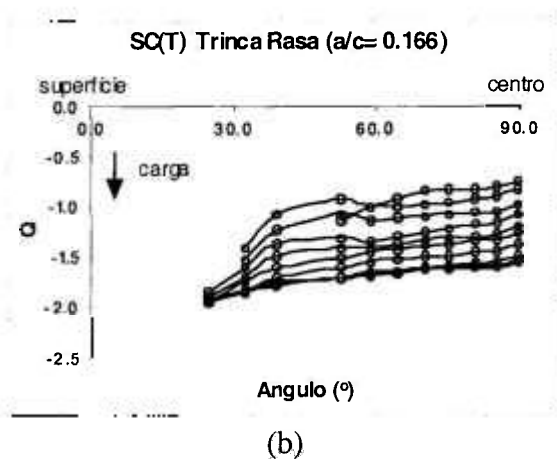 SC(T) Trinca Rasa (a/c= 0.166)
superfície centro
0.0
0.0 30.0 60.0 90.0
-0.5
carga
-1.0
Q
-1.5
-2.0
-2.5
Angulo (º)
(b)